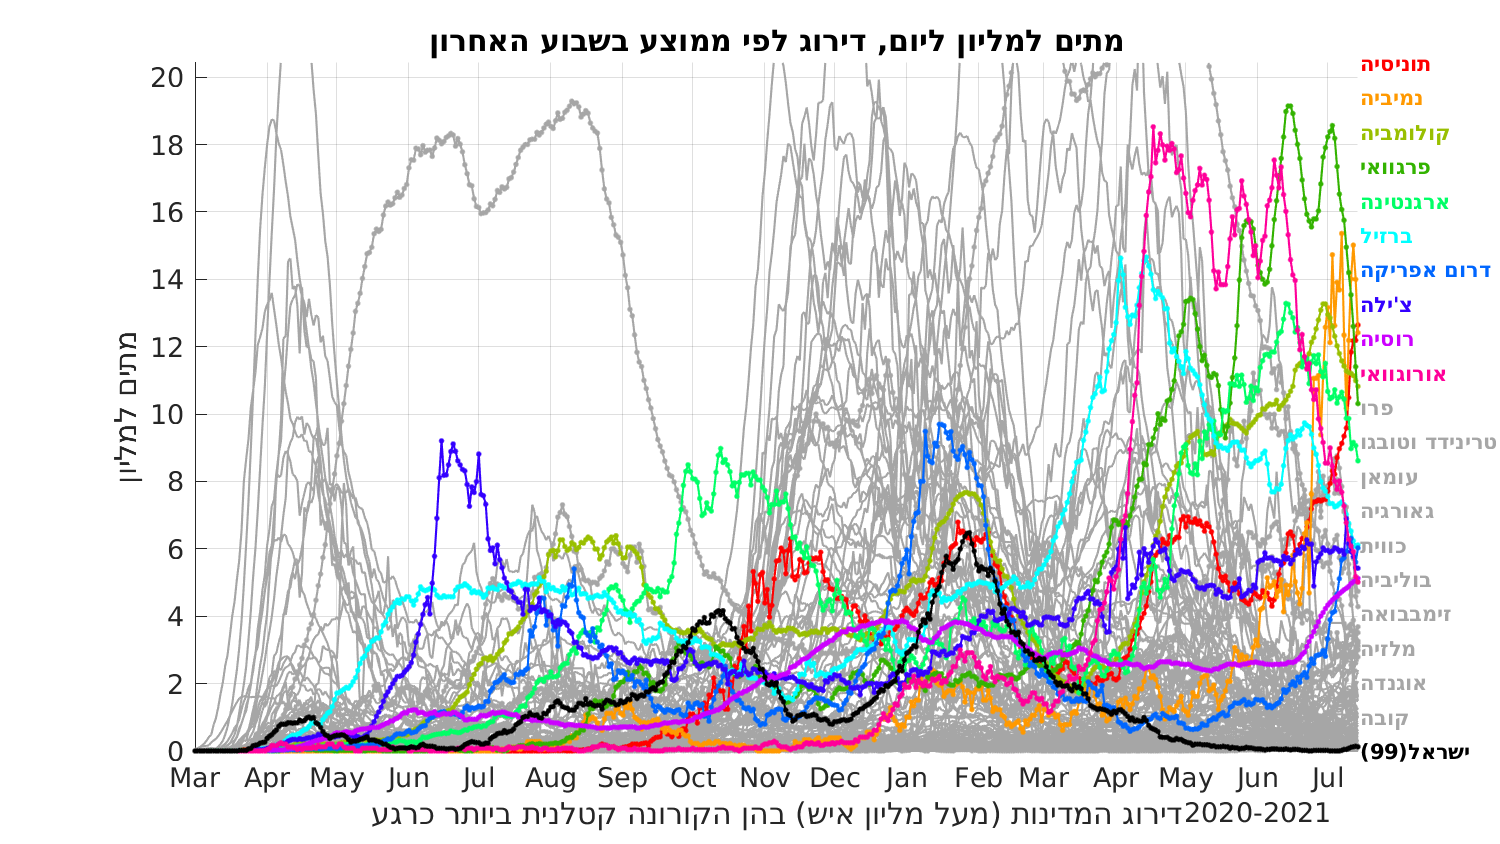 מתים למליון ליום, דירוג לפי ממוצע בשבוע האחרון
מתים למליון
20
18
16
14
12
10
8
6
4
2
0
Mar Apr May Jun Jul Aug Sep Oct Nov Dec Jan Feb Mar Apr May Jun Jul
דירוג המדינות (מעל מליון איש) בהן הקורונה קטלנית ביותר כרגע2020-2021
תוניסיה
נמיביה
קולומביה
פרגוואי
ארגנטינה
ברזיל
דרום אפריקה
צ'ילה
רוסיה
אורוגוואי
פרו
טרינידד וטובגו
עומאן
גאורגיה
כווית
בוליביה
זימבבואה
מלזיה
אוגנדה
קובה
ישראל(99)